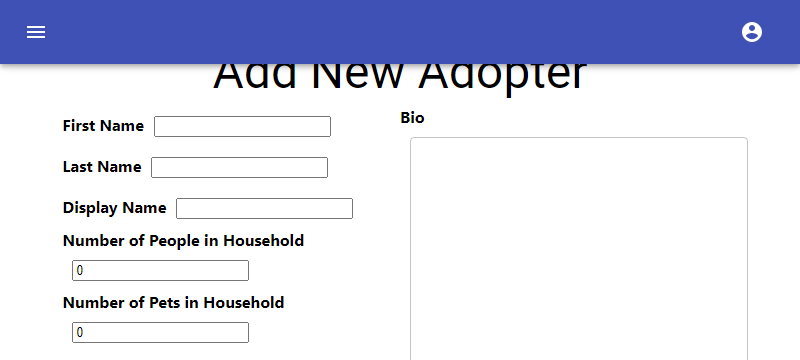 Add New Adopter
First Name
Last Name
Display Name
Number of People in Household
0
Number of Pets in Household
0
Bio